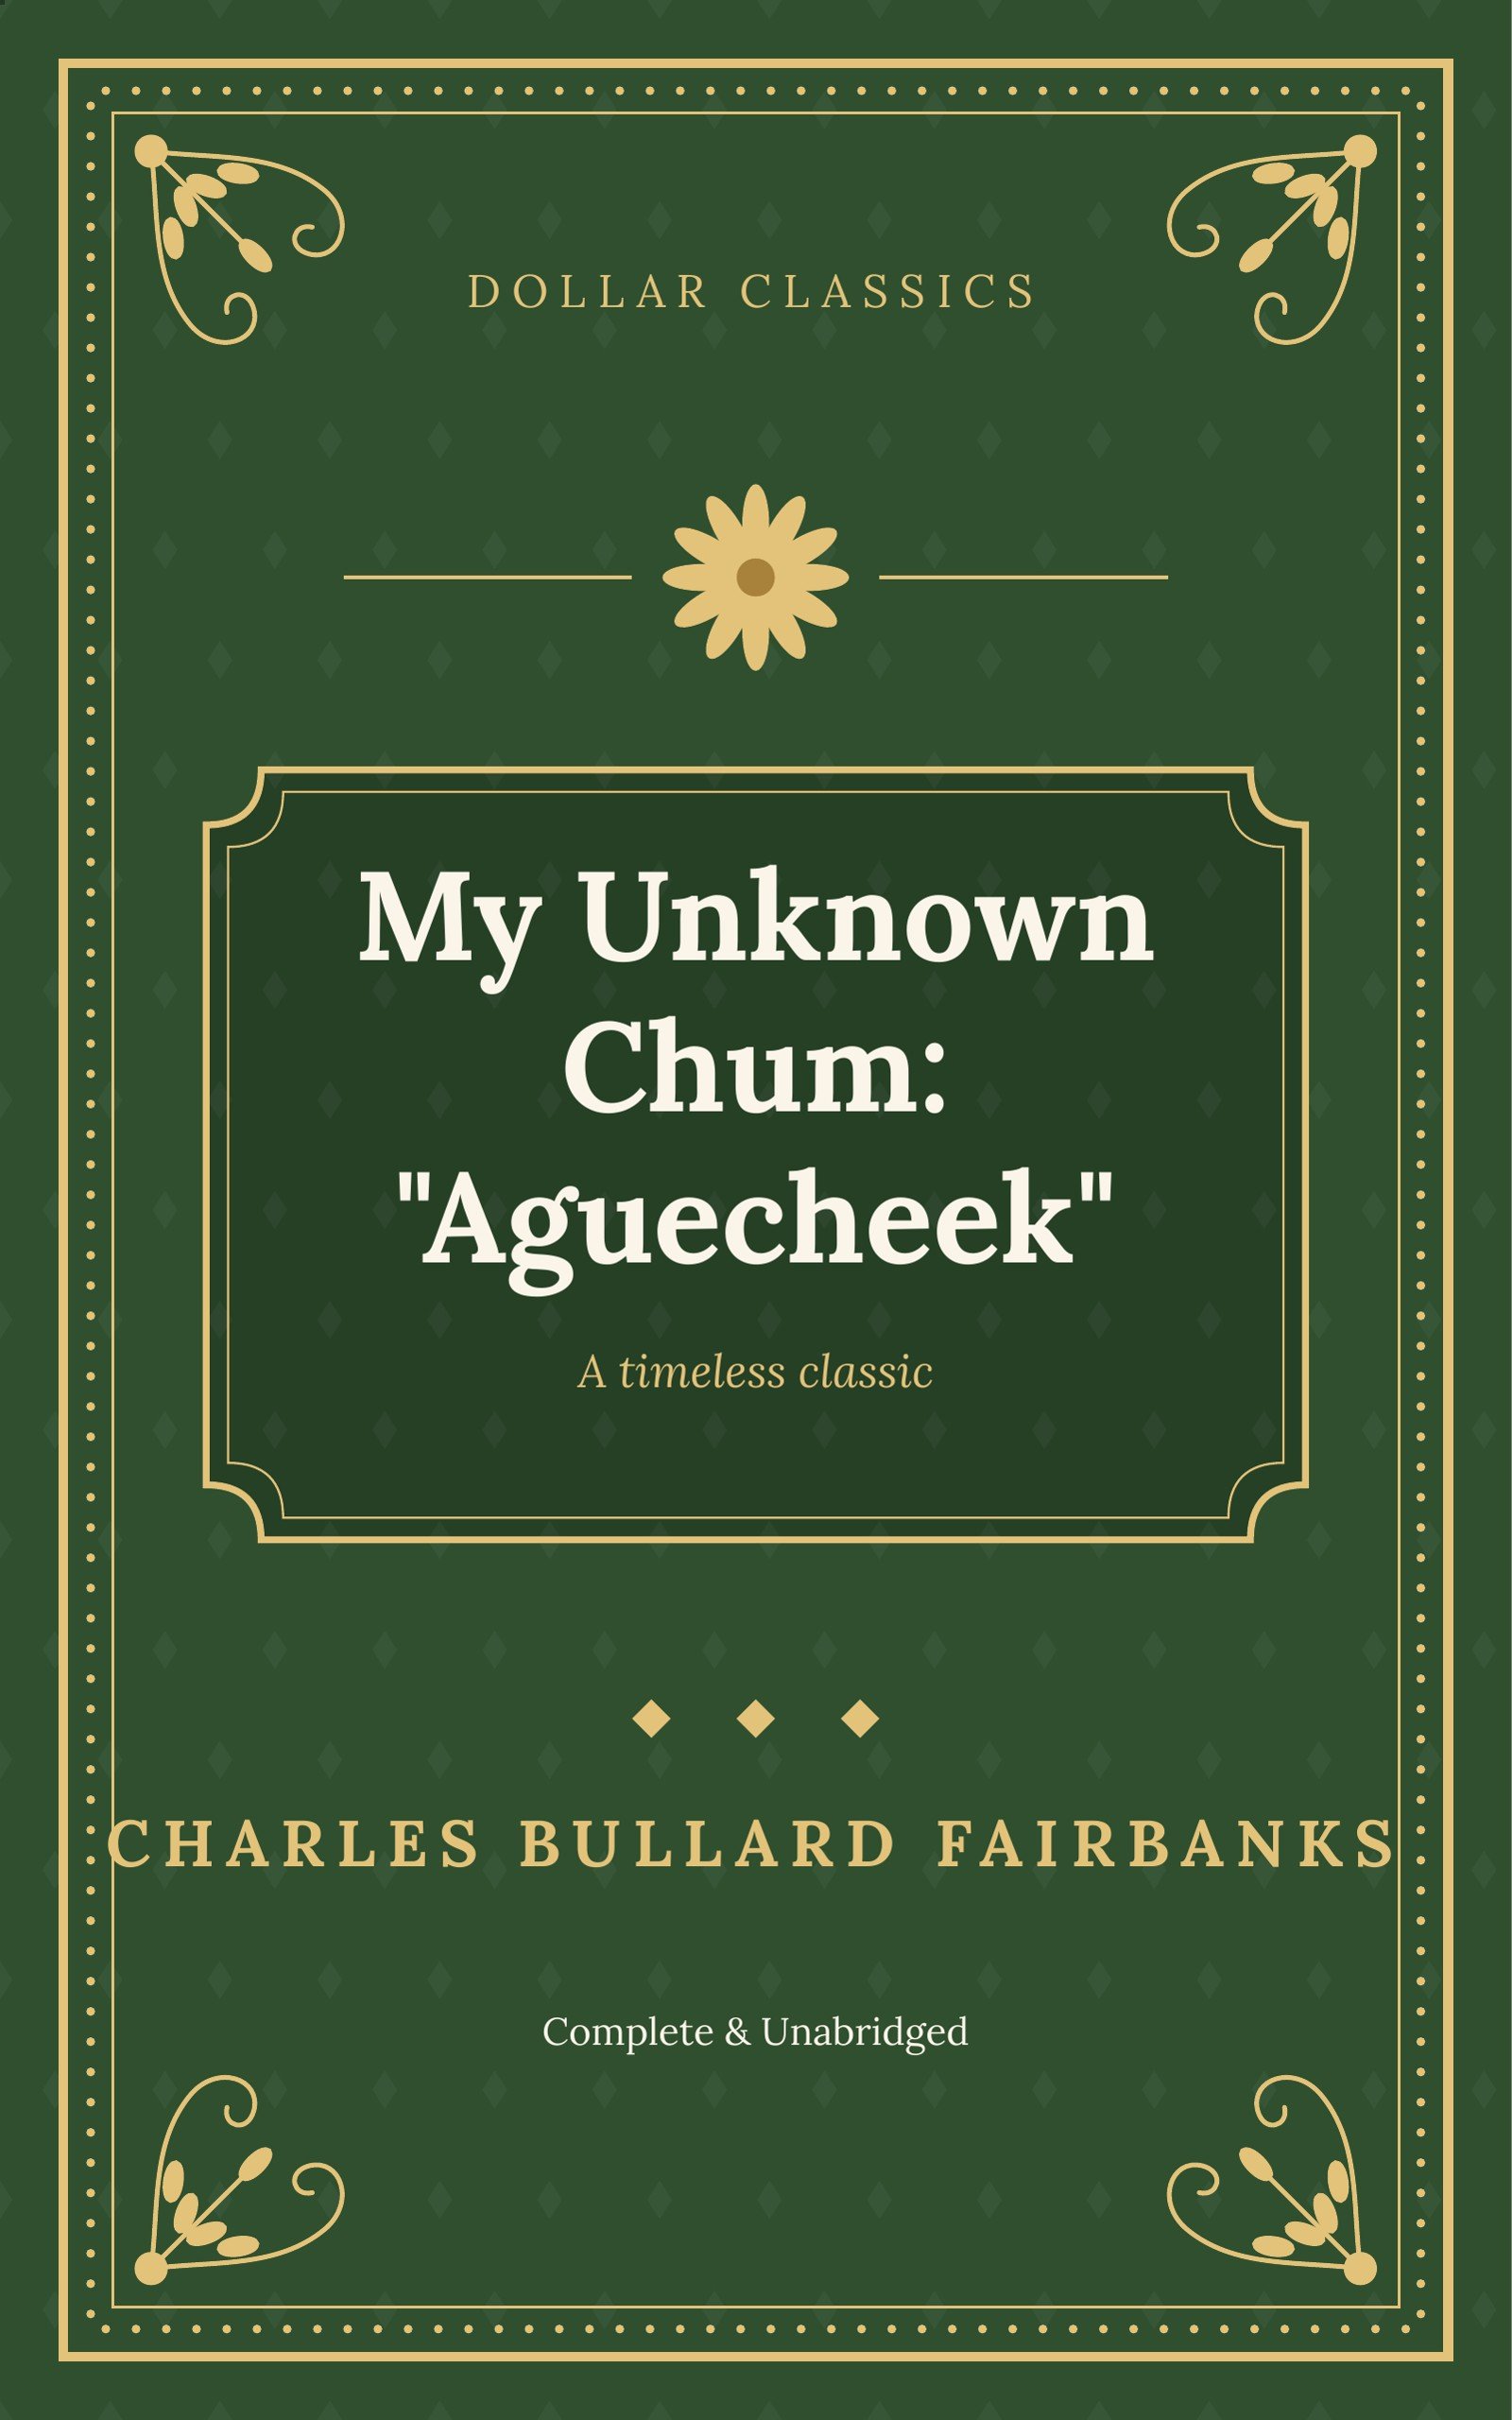 DOLLAR CLASSICS
My Unknown
Chum:
"Aguecheek"
A timeless classic
CHARLES BULLARD FAIRBANKS
Complete & Unabridged